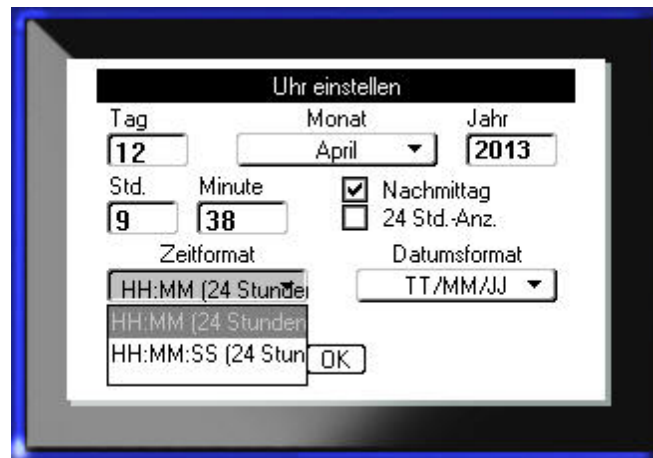 Uhr einstellen
Tag Monat Jahr
12 April 2013
Std. Minute Nachmittag
9 38 24 Std.-Anz.
Zeitformat Datumsformat
HH:MM (24 Stunden TT/MM/JJ
HH:MM (24 Stunden
HH:MM:SS (24 Stun OK